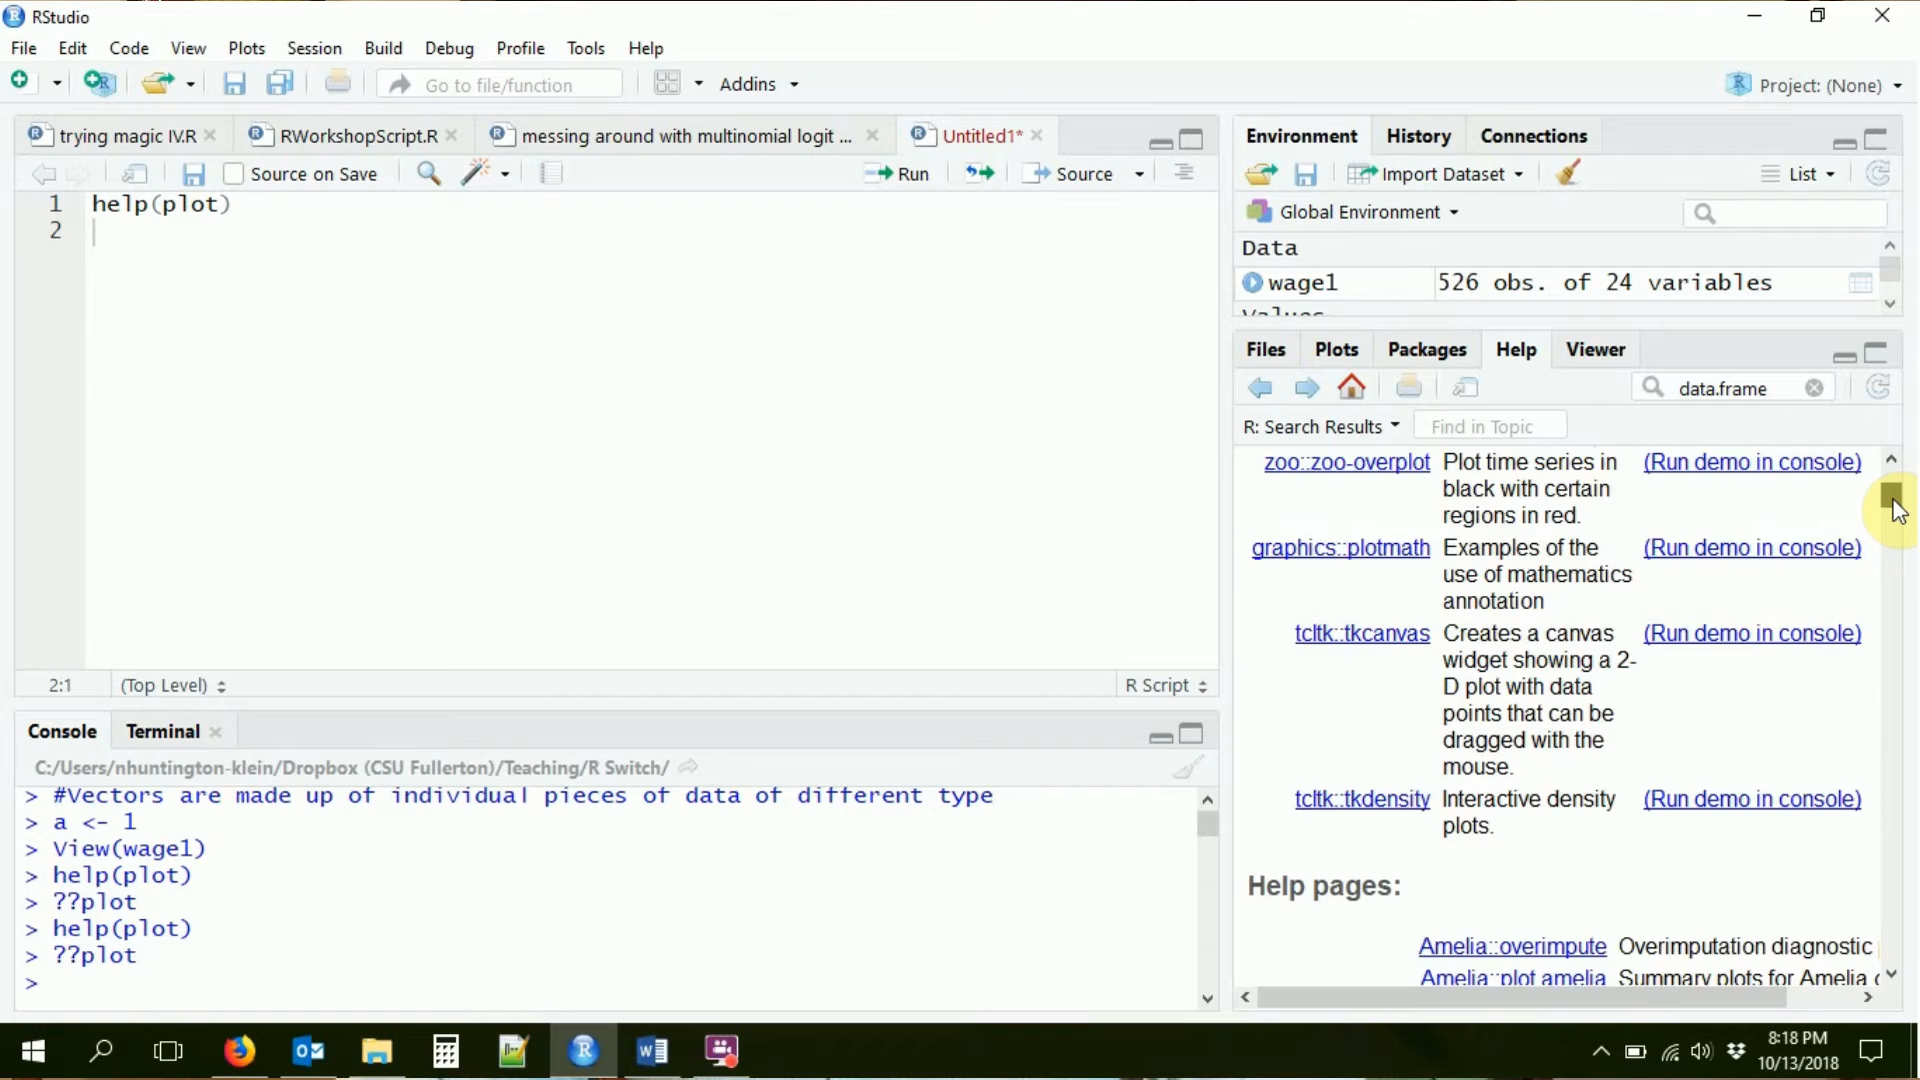 RStudio
File Edit Code View Plots Session Build Debug Profile Tools Help
Go to file/function Addins Project: (None)
trying magic IV.R RWorkshopScript.R messing around with multinomial logit ... Untitled1*
Source on Save Run Source
1 help(plot)
2
2:1 (Top Level) R Script
Console Terminal
C:/Users/nhuntington-klein/Dropbox (CSU Fullerton)/Teaching/R Switch/
> #Vectors are made up of individual pieces of data of different type
> a <- 1
> View(wage1)
> help(plot)
> ??plot
> help(plot)
> ??plot
>
Environment History Connections
Import Dataset List
Global Environment
Data
wage1 526 obs. of 24 variables
Values
Files Plots Packages Help Viewer
data.frame
R: Search Results Find in Topic
zoo::zoo-overplot Plot time series in (Run demo in console)
black with certain
regions in red.
graphics::plotmath Examples of the (Run demo in console)
use of mathematics
annotation
tcltk::tkcanvas Creates a canvas (Run demo in console)
widget showing a 2-
D plot with data
points that can be
dragged with the
mouse.
tcltk::tkdensity Interactive density (Run demo in console)
plots.
Help pages:
Amelia::overimpute Overimputation diagnostic
Amelia::plot.amelia Summary plots for Amelia
8:18 PM
10/13/2018